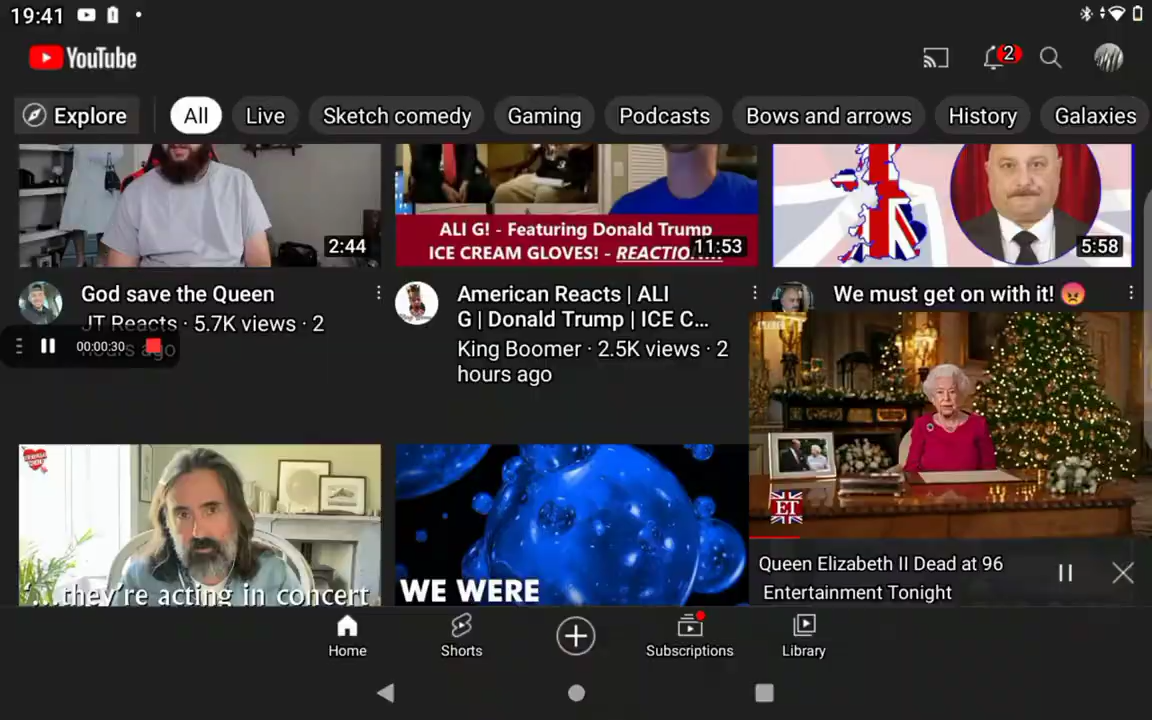 19:41
YouTube
2
Explore
All
Live
Sketch comedy
Gaming
Podcasts
Bows and arrows
History
Galaxies
2:44
ALI G! - Featuring Donald Trump
ICE CREAM GLOVES! -
11:53
5:58
God save the Queen
JT Reacts · 5.7K views · 2
hours ago
00:00:30
American Reacts | ALI
G | Donald Trump | ICE C...
King Boomer · 2.5K views · 2
hours ago
We must get on with it! 😡
ET
Queen Elizabeth II Dead at 96
Entertainment Tonight
'...they're acting in concert
WE WERE
Home
Shorts
Subscriptions
Library